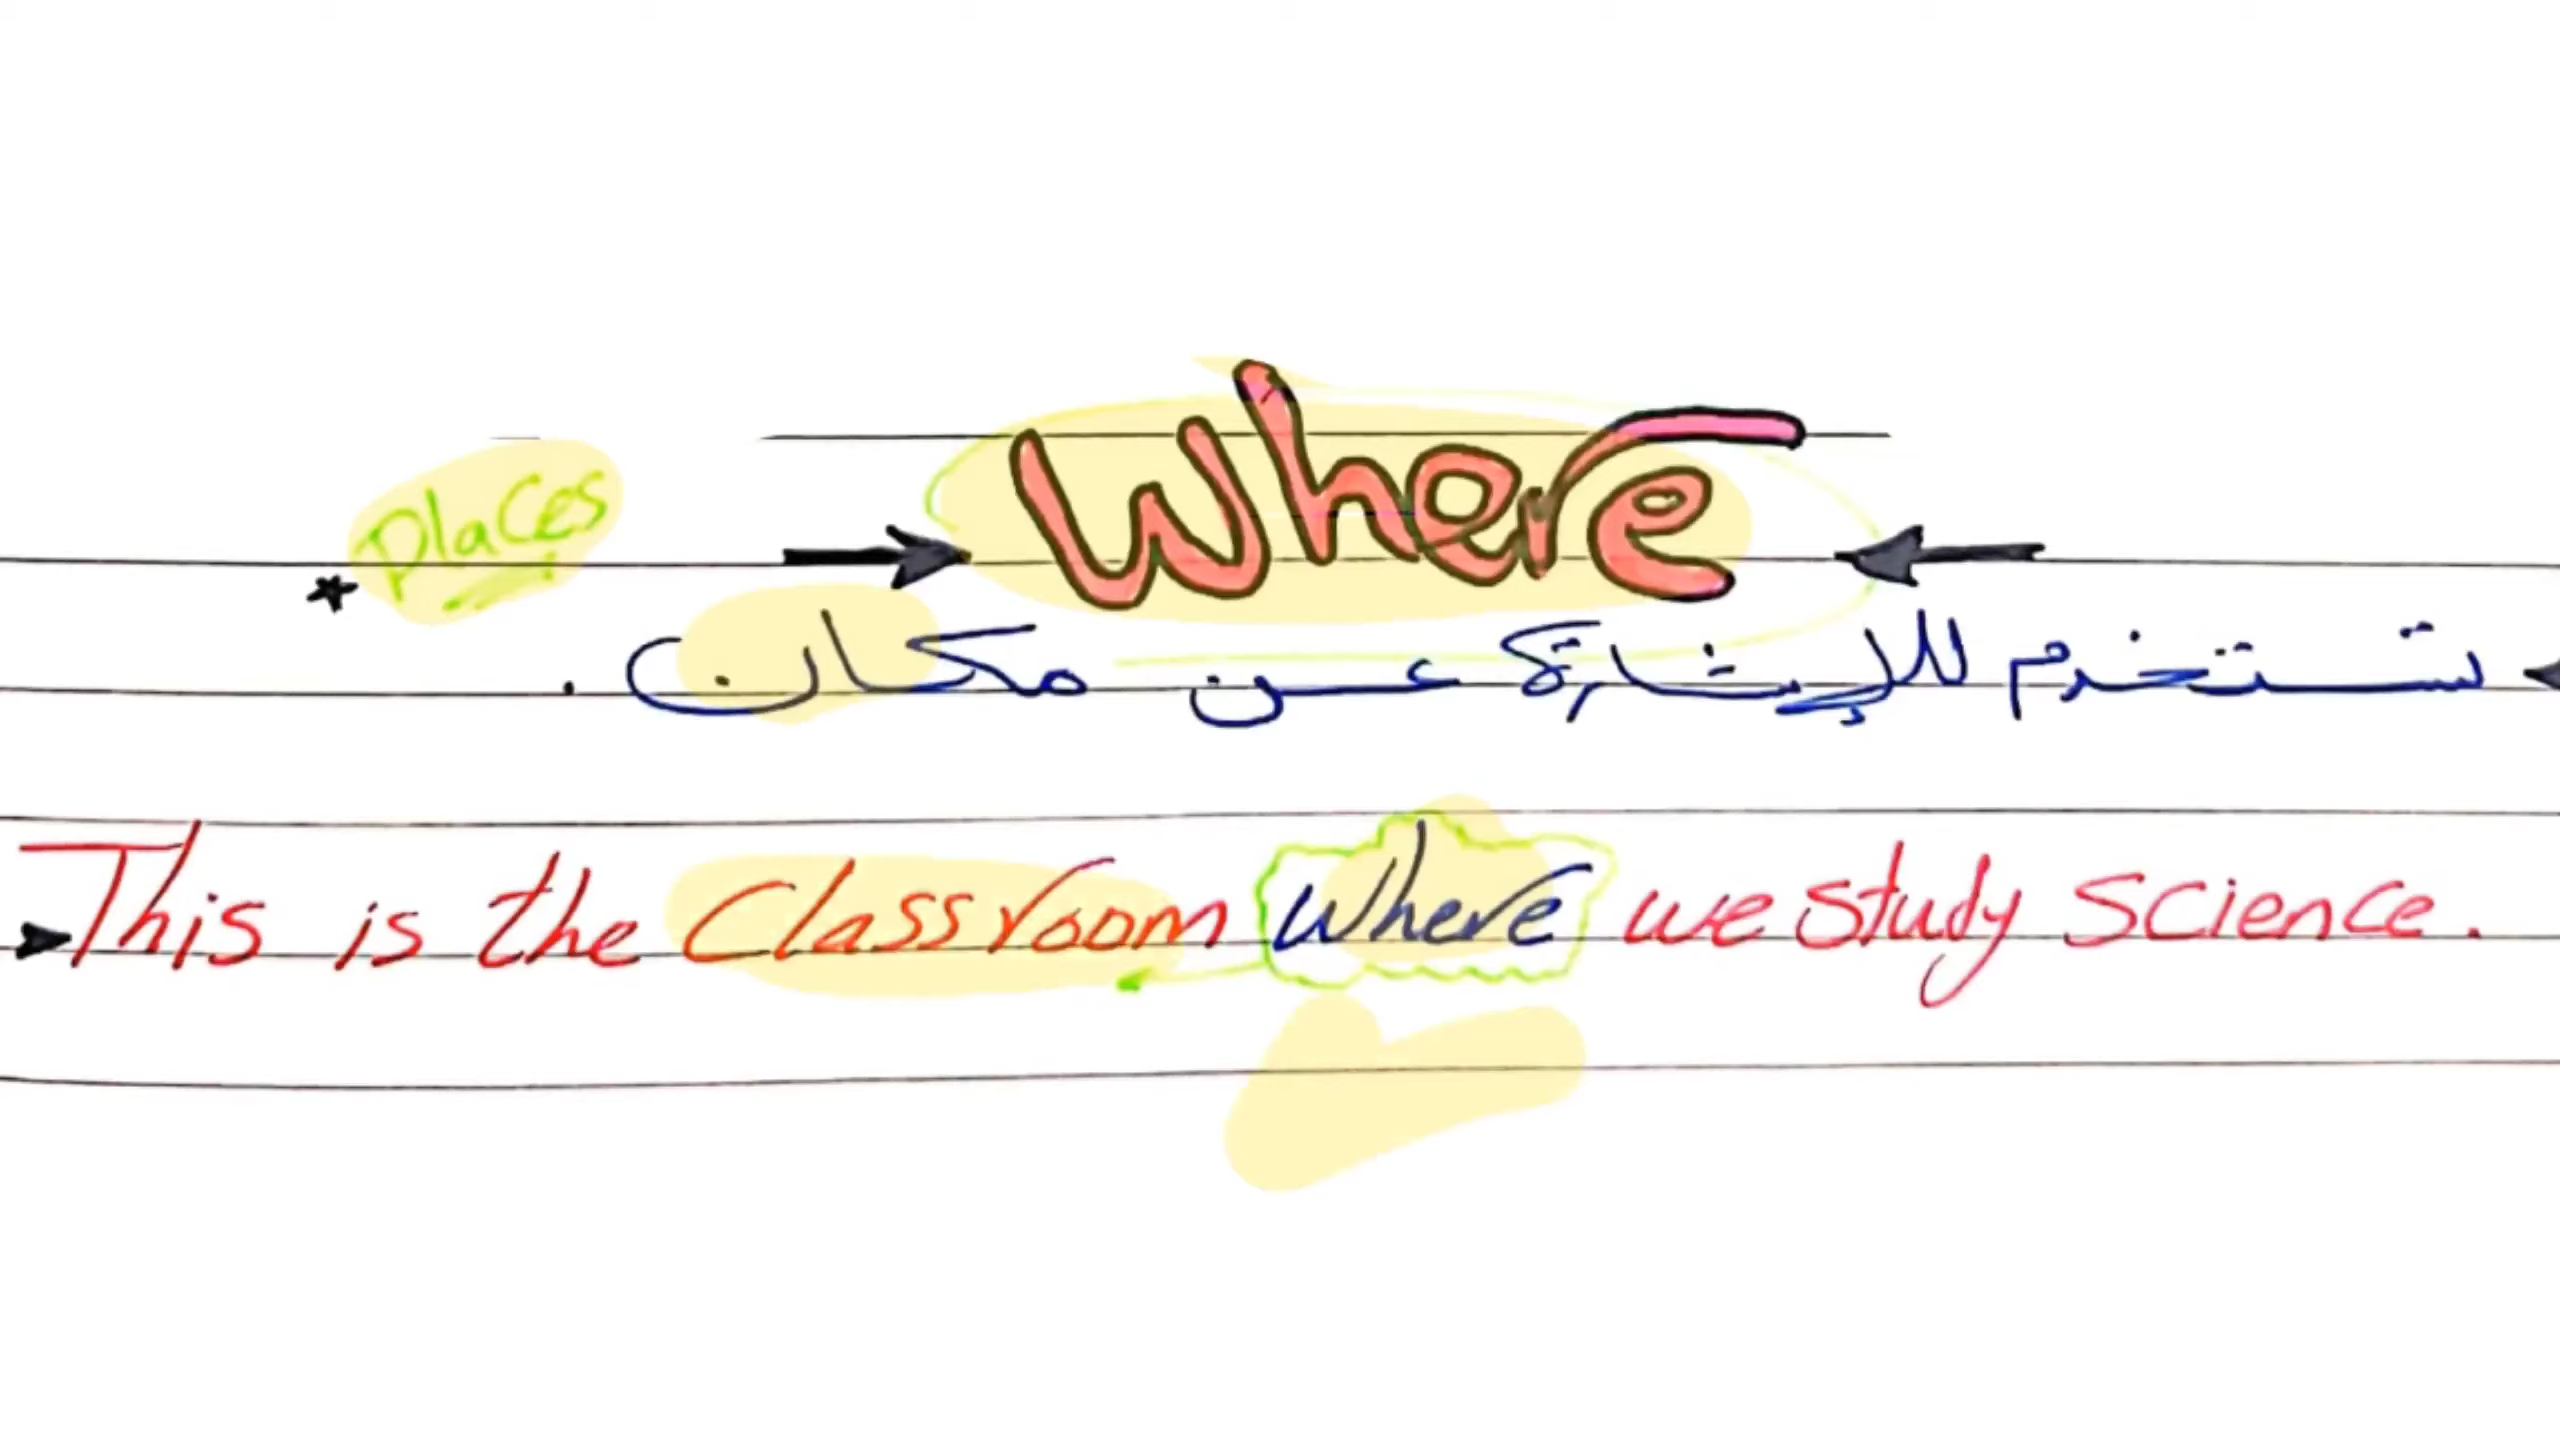 where
* places
تستخدم للإشارة عن مكان .
This is the Classroom where we study science.